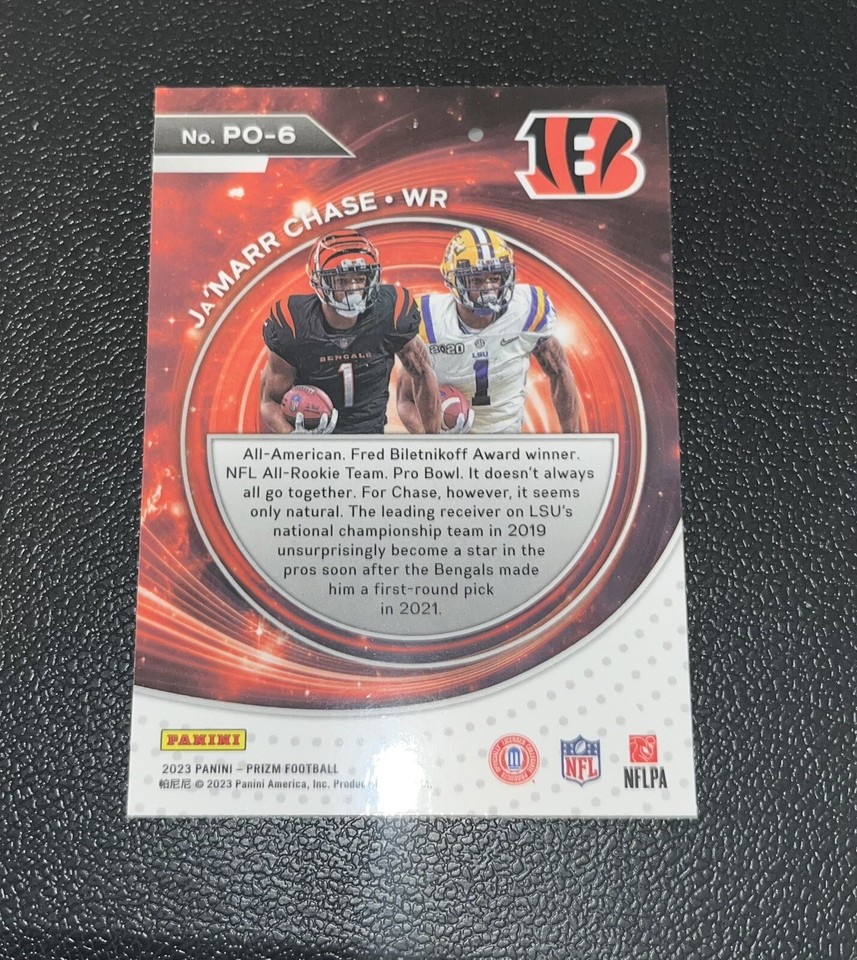 No. PO-6
B
Ja'MARR CHASE • WR
BENGALS
1
2020
LSU
1
All-American. Fred Biletnikoff Award winner.
NFL All-Rookie Team. Pro Bowl. It doesn't always
all go together. For Chase, however, it seems
only natural. The leading receiver on LSU's
national championship team in 2019
unsurprisingly become a star in the
pros soon after the Bengals made
him a first-round pick
in 2021.
PANINI
2023 PANINI – PRIZM FOOTBALL
帕尼尼 © 2023 Panini America, Inc.
NFL
NFLPA